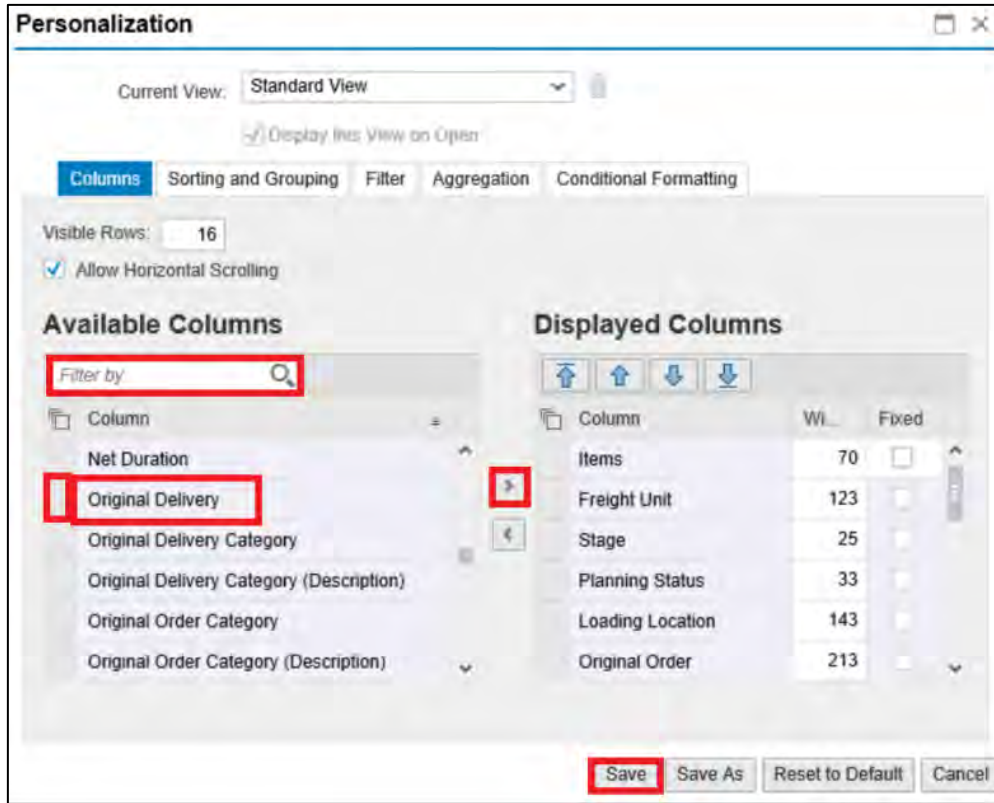 Personalization
Current View: Standard View
Display this View on Open
Columns Sorting and Grouping Filter Aggregation Conditional Formatting
Visible Rows: 16
Allow Horizontal Scrolling
Available Columns
Filter by
Column
Net Duration
Original Delivery
Original Delivery Category
Original Delivery Category (Description)
Original Order Category
Original Order Category (Description)
Displayed Columns
Column Wi... Fixed
Items 70
Freight Unit 123
Stage 25
Planning Status 33
Loading Location 143
Original Order 213
Save Save As Reset to Default Cancel